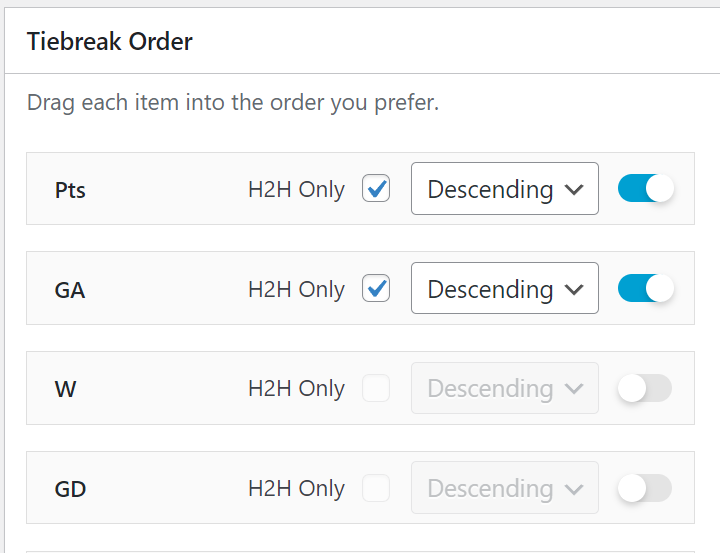 Tiebreak Order
Drag each item into the order you prefer.
Pts H2H Only Descending
GA H2H Only Descending
W H2H Only Descending
GD H2H Only Descending